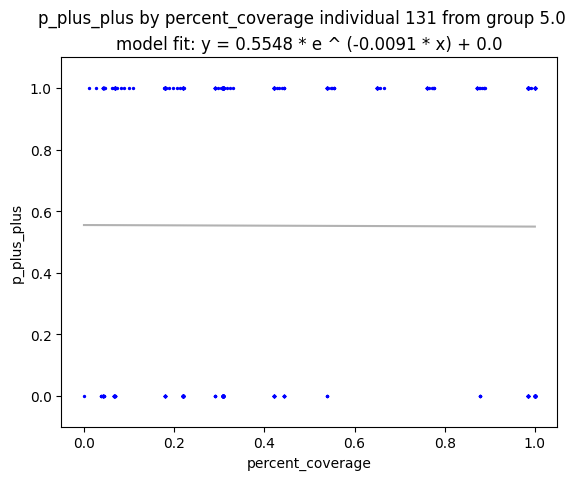 p_plus_plus by percent_coverage individual 131 from group 5.0
model fit: y = 0.5548 * e ^ (-0.0091 * x) + 0.0
1.0
0.8
0.6
0.4
0.2
0.0
p_plus_plus
0.0 0.2 0.4 0.6 0.8 1.0
percent_coverage